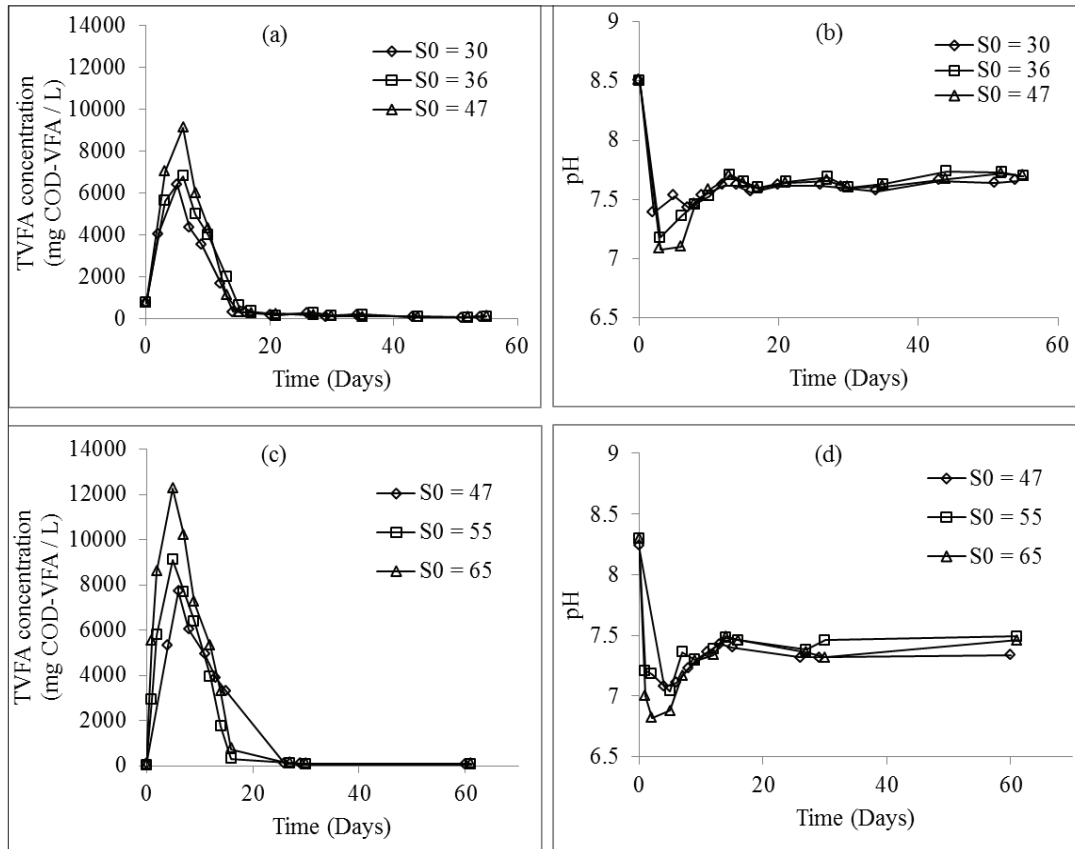 (a)
TVFA concentration
(mg COD-VFA / L)
14000
12000
10000
8000
6000
4000
2000
0
0
20
40
60
Time (Days)
S0 = 30
S0 = 36
S0 = 47
(b)
pH
9
8.5
8
7.5
7
6.5
0
20
40
60
Time (Days)
S0 = 30
S0 = 36
S0 = 47
(c)
TVFA concentration
(mg COD-VFA / L)
14000
12000
10000
8000
6000
4000
2000
0
0
20
40
60
Time (Days)
S0 = 47
S0 = 55
S0 = 65
(d)
pH
9
8.5
8
7.5
7
6.5
0
20
40
60
Time (Days)
S0 = 47
S0 = 55
S0 = 65